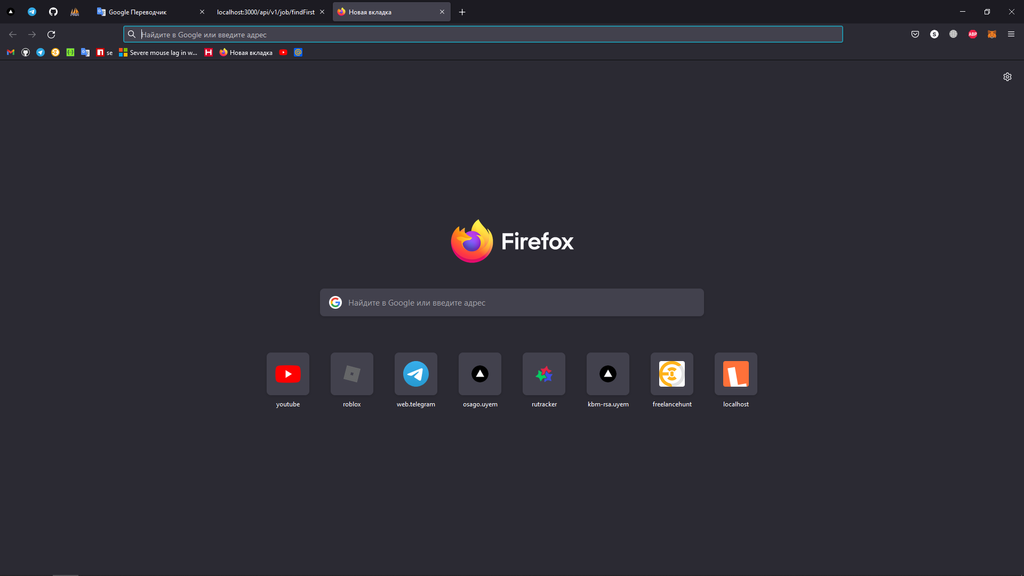 Google Переводчик
localhost:3000/api/v1/job/findFirst
Новая вкладка
Найдите в Google или введите адрес
se
Severe mouse lag in w...
Новая вкладка
Firefox
Найдите в Google или введите адрес
youtube
roblox
web.telegram
osago.uyem
rutracker
kbm-rsa.uyem
freelancehunt
localhost